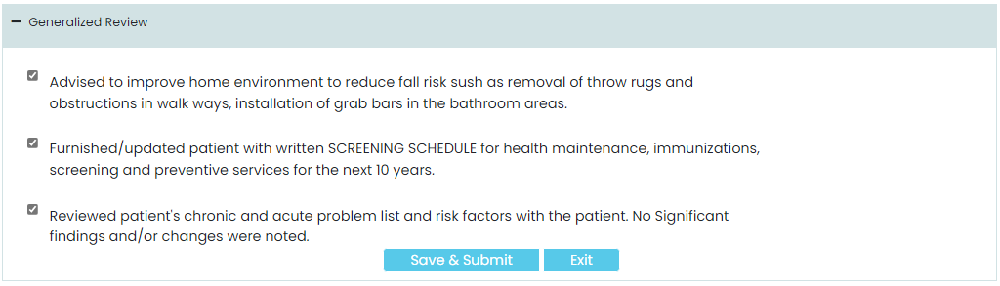 Generalized Review
Advised to improve home environment to reduce fall risk sush as removal of throw rugs and
obstructions in walk ways, installation of grab bars in the bathroom areas.
Furnished/updated patient with written SCREENING SCHEDULE for health maintenance, immunizations,
screening and preventive services for the next 10 years.
Reviewed patient's chronic and acute problem list and risk factors with the patient. No Significant
findings and/or changes were noted.
Save & Submit Exit